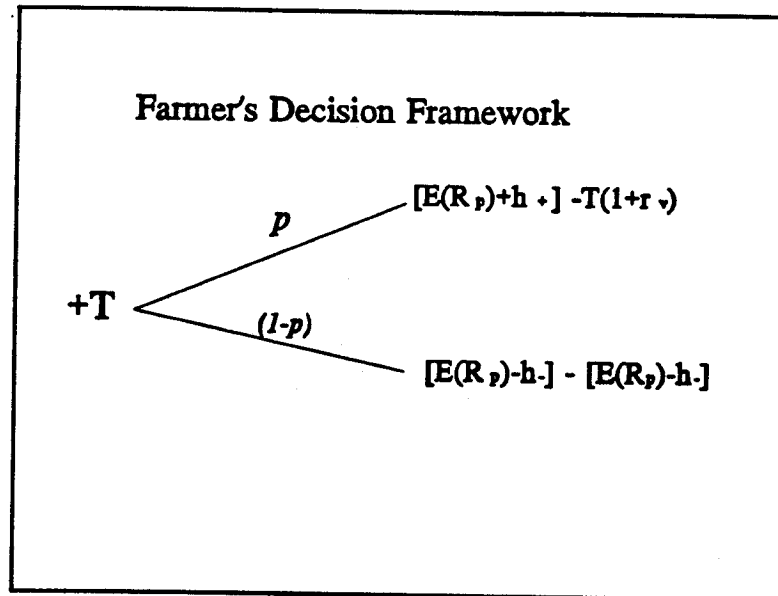 Farmer's Decision Framework
[E(R p)+h +] -T(1+r v)
p
+T
(1-p)
[E(R p)-h-] - [E(Rp)-h-]